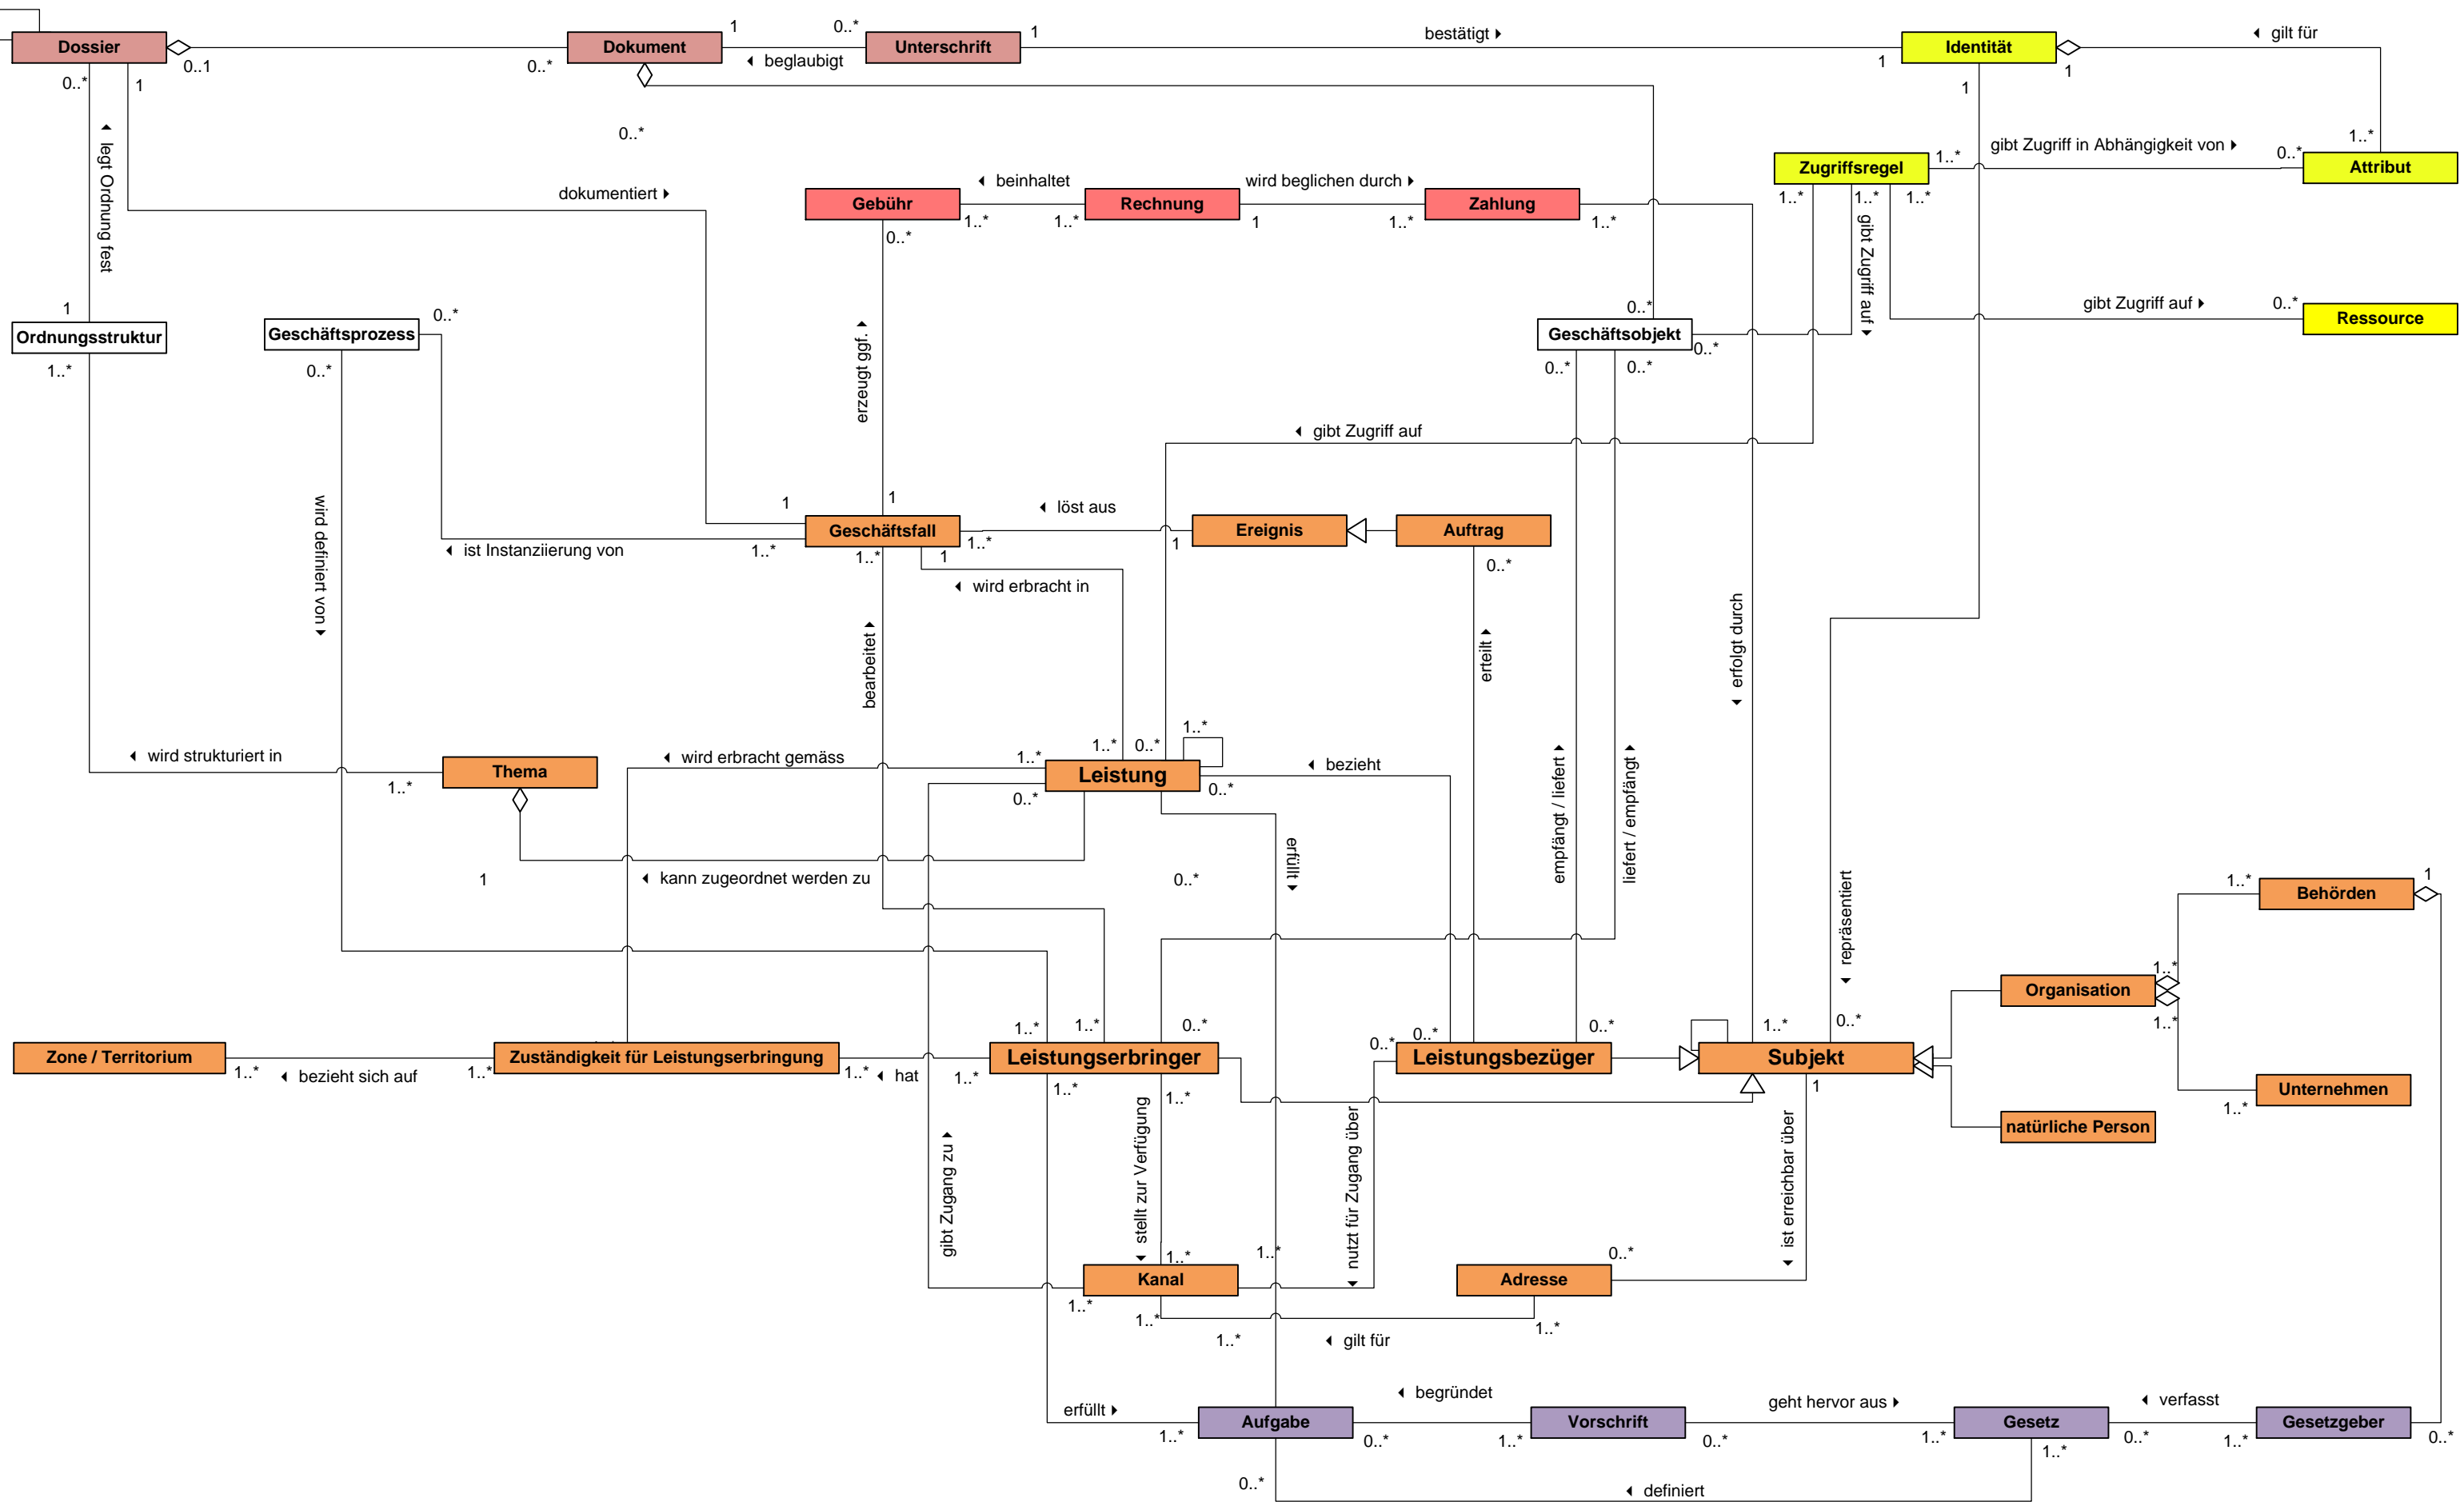 1
0..*
1
bestätigt
gilt für
Dossier
Dokument
Unterschrift
Identität
0..1
0..*
beglaubigt
1
1
0..*
1
1
0..*
legt Ordnung fest
gibt Zugriff in Abhängigkeit von
1..*
1..*
0..*
Zugriffsregel
Attribut
dokumentiert
beinhaltet
wird beglichen durch
1..*
1..*
1..*
Gebühr
Rechnung
Zahlung
0..*
1..*
1..*
1
1..*
1..*
gibt Zugriff auf
1
0..*
0..*
gibt Zugriff auf
0..*
Ordnungsstruktur
Geschäftsprozess
Geschäftsobjekt
Ressource
1..*
0..*
erzeugt ggf.
0..*
0..*
0..*
gibt Zugriff auf
wird definiert von
1
1
löst aus
Geschäftsfall
Ereignis
Auftrag
ist Instanziierung von
1..*
1..*
1
1..*
1
0..*
wird erbracht in
bearbeitet
erteilt
erfolgt durch
wird strukturiert in
wird erbracht gemäss
1..*
1..*
0..*
1..*
bezieht
Thema
Leistung
1..*
0..*
0..*
empfängt / liefert
liefert / empfängt
erfüllt
1
kann zugeordnet werden zu
0..*
1..*
1
Behörden
repräsentiert
1..*
Organisation
1..*
1..*
1..*
0..*
0..*
0..*
0..*
1..*
0..*
Zone / Territorium
Zuständigkeit für Leistungserbringung
Leistungserbringer
Leistungsbezüger
Subjekt
1..*
bezieht sich auf
1..*
1..*
hat
1..*
1..*
1..*
1
Unternehmen
1..*
natürliche Person
gibt Zugang zu
stellt zur Verfügung
nutzt für Zugang über
ist erreichbar über
1..*
1..*
0..*
Kanal
Adresse
1..*
1..*
1..*
gilt für
1..*
begründet
geht hervor aus
verfasst
erfüllt
Aufgabe
Vorschrift
Gesetz
Gesetzgeber
1..*
0..*
1..*
0..*
1..*
1..*
0..*
1..*
0..*
0..*
definiert